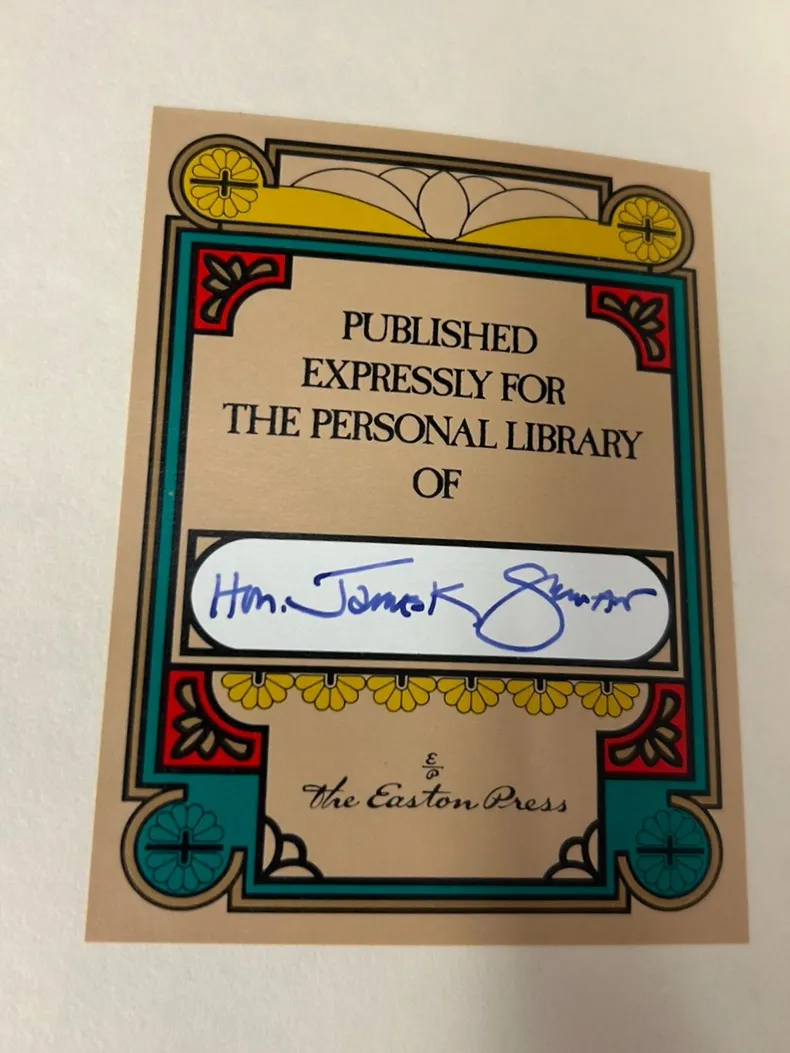 PUBLISHED
EXPRESSLY FOR
THE PERSONAL LIBRARY
OF
Hon. James K.
E/P
The Easton Press